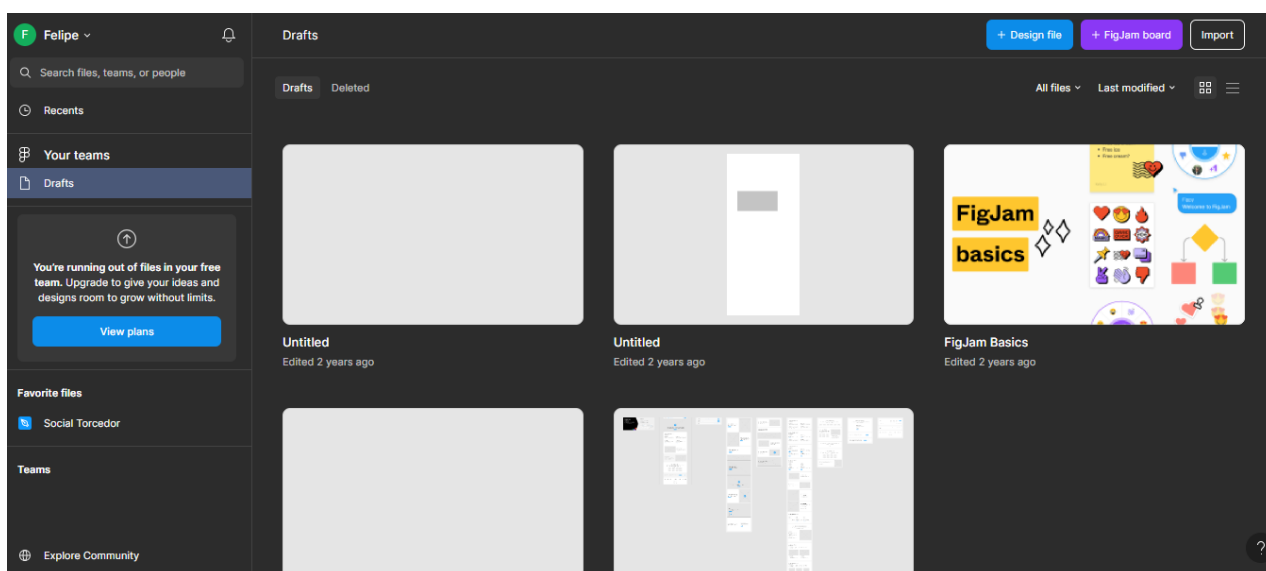 F Felipe
Search files, teams, or people
Recents
Your teams
Drafts
You're running out of files in your free
team. Upgrade to give your ideas and
designs room to grow without limits.
View plans
Favorite files
Social Torcedor
Teams
Explore Community
Drafts
+ Design file
+ FigJam board
Import
Drafts
Deleted
All files
Last modified
Untitled
Edited 2 years ago
Untitled
Edited 2 years ago
FigJam
basics
FigJam Basics
Edited 2 years ago
?